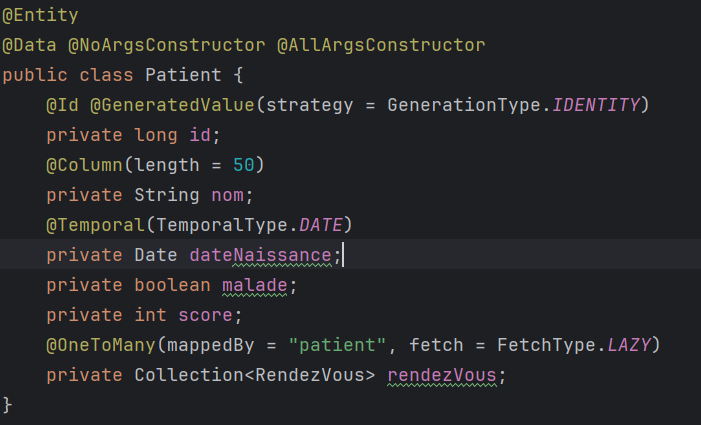 @Entity
@Data @NoArgsConstructor @AllArgsConstructor
public class Patient {
@Id @GeneratedValue(strategy = GenerationType.IDENTITY)
private long id;
@Column(length = 50)
private String nom;
@Temporal(TemporalType.DATE)
private Date dateNaissance;
private boolean malade;
private int score;
@OneToMany(mappedBy = "patient", fetch = FetchType.LAZY)
private Collection<RendezVous> rendezVous;
}